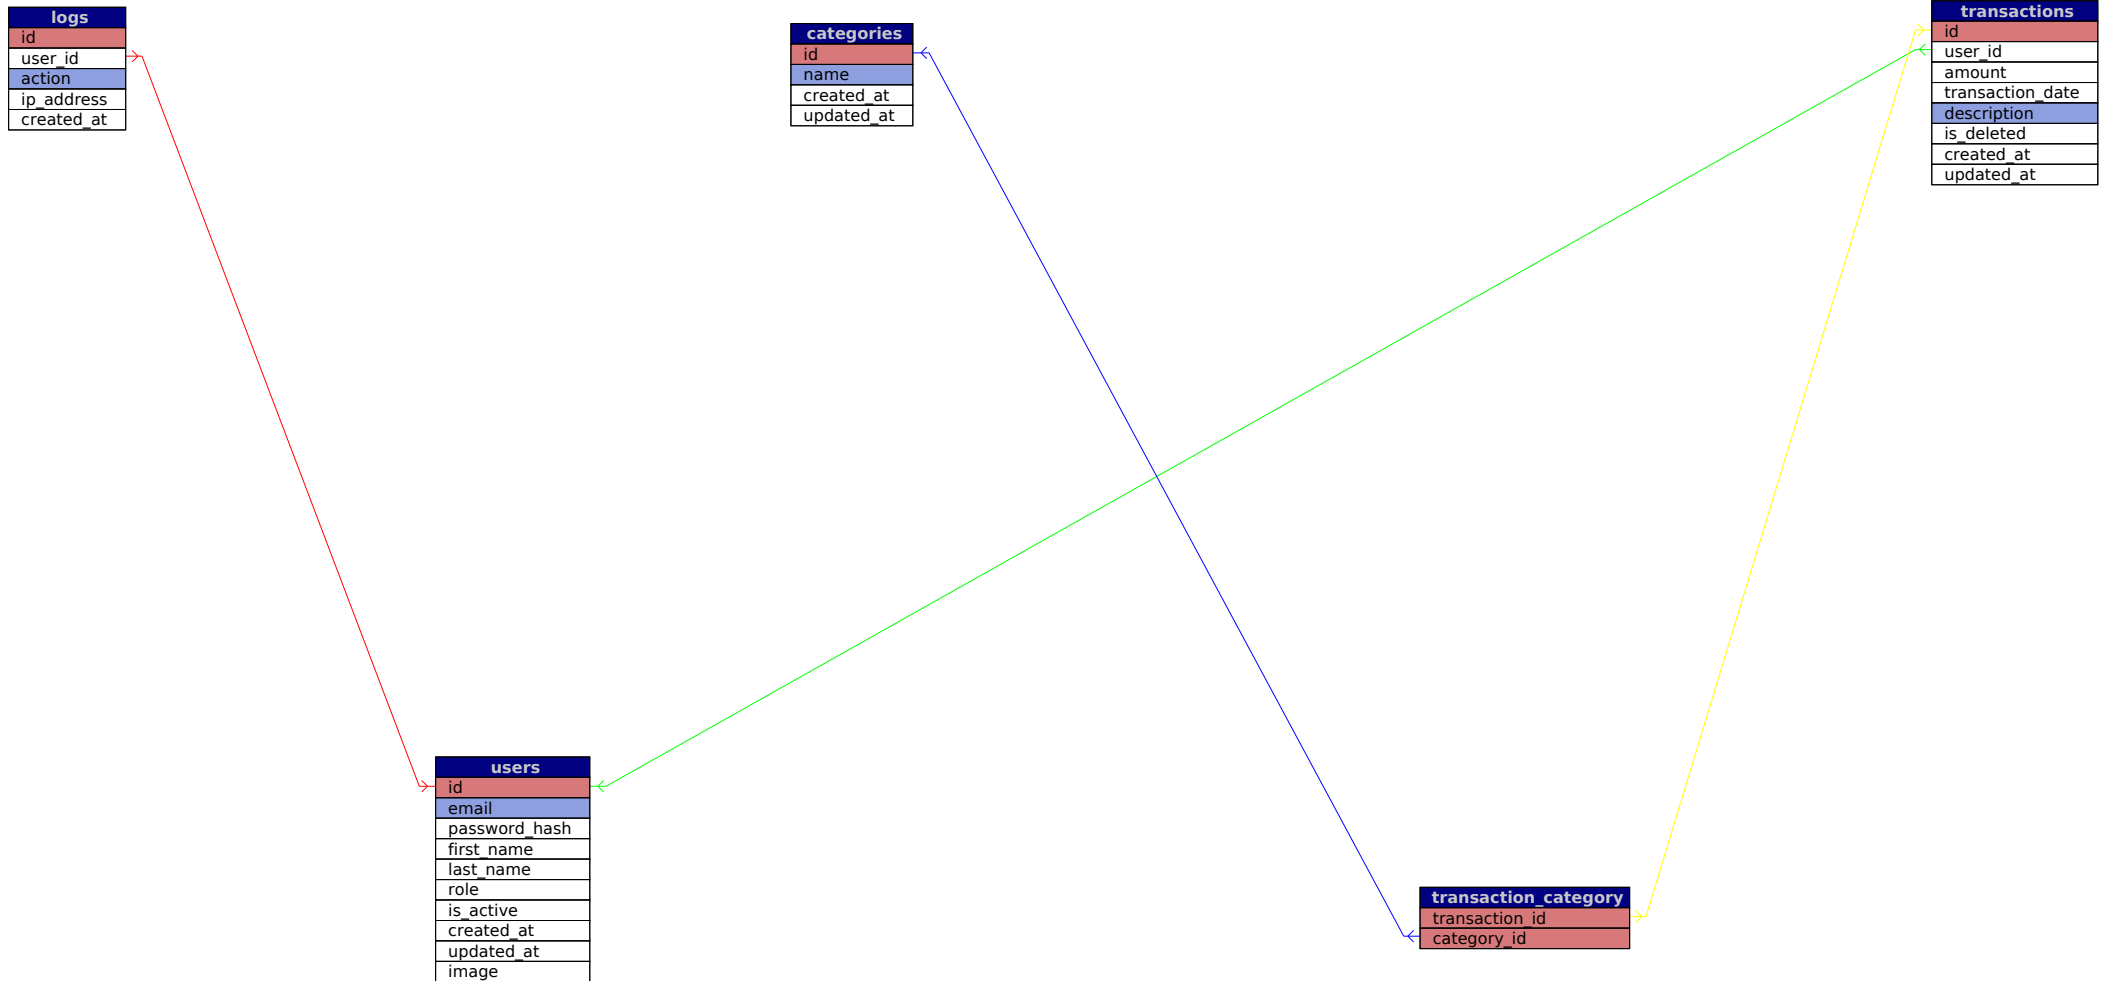 logs
id
user_id
action
ip_address
created_at
categories
id
name
created_at
updated_at
transactions
id
user_id
amount
transaction_date
description
is_deleted
created_at
updated_at
users
id
email
password_hash
first_name
last_name
role
is_active
created_at
updated_at
image
transaction_category
transaction_id
category_id